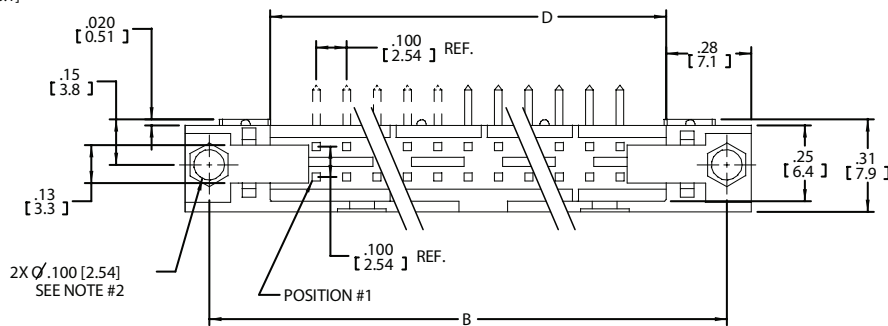 D
.020
[ 0.51 ]
.100
[ 2.54 ] REF.
.28
[ 7.1 ]
.15
[ 3.8 ]
.25
[ 6.4 ]
.31
[ 7.9 ]
.13
[ 3.3 ]
.100
[ 2.54 ] REF.
2X Ø .100 [2.54]
SEE NOTE #2
POSITION #1
B